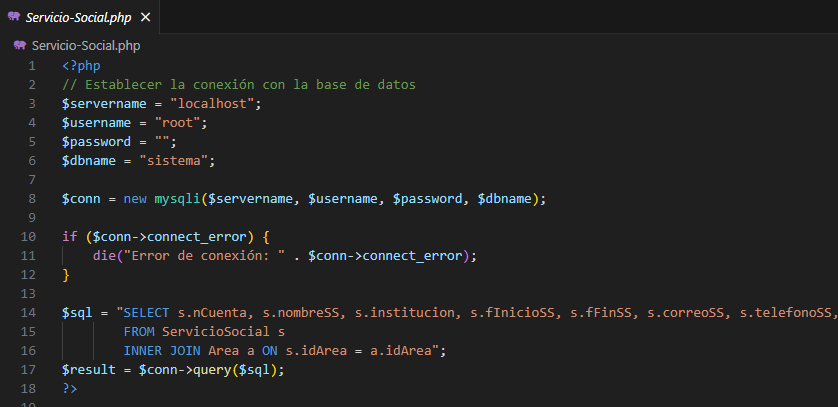 Servicio-Social.php ×
Servicio-Social.php
1 <?php
2 // Establecer la conexión con la base de datos
3 $servername = "localhost";
4 $username = "root";
5 $password = "";
6 $dbname = "sistema";
7
8 $conn = new mysqli($servername, $username, $password, $dbname);
9
10 if ($conn->connect_error) {
11 die("Error de conexión: " . $conn->connect_error);
12 }
13
14 $sql = "SELECT s.nCuenta, s.nombreSS, s.institucion, s.fInicioSS, s.fFinSS, s.correoSS, s.telefonoSS,
15 FROM ServicioSocial s
16 INNER JOIN Area a ON s.idArea = a.idArea";
17 $result = $conn->query($sql);
18 ?>
19